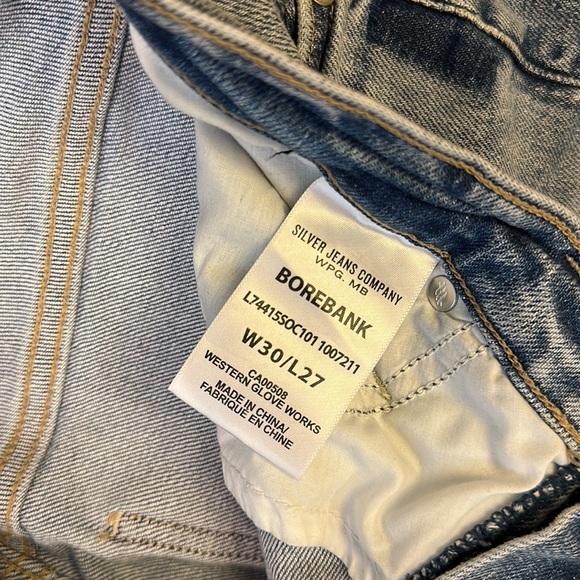 SILVER JEANS COMPANY
WPG. MB
BOREBANK
L74415SOC101 1007211
W30/L27
CA00508
WESTERN GLOVE WORKS
MADE IN CHINA/
FABRIQUÉ EN CHINE